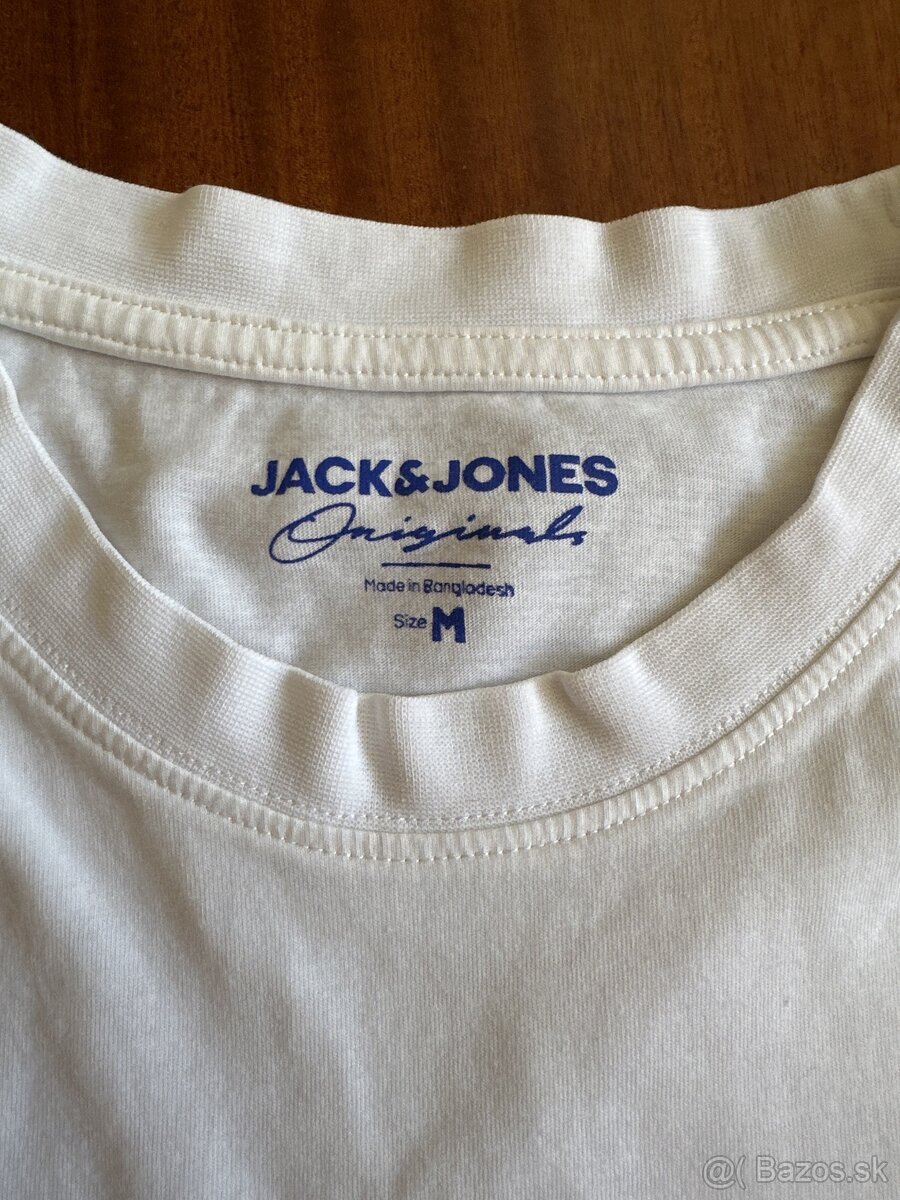 JACK&JONES
Originals
Made in Bangladesh
Size M
@( Bazos.sk